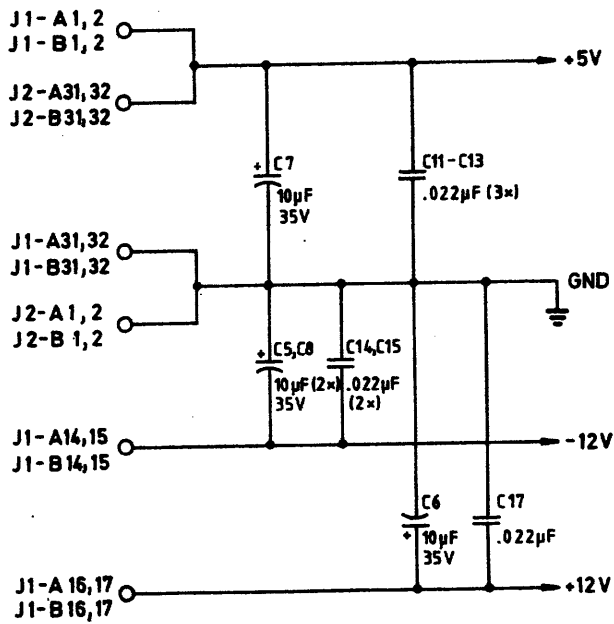 J1-A1,2
J1-B1,2
+5V
J2-A31,32
J2-B31,32
+ C7
10µF
35V
C11-C13
.022µF (3×)
J1-A31,32
J1-B31,32
GND
J2-A1,2
J2-B1,2
+ C5,C8
10µF(2×)
35V
C14,C15
.022µF
(2×)
J1-A14,15
J1-B14,15
-12V
C6
+ 10µF
35V
C17
.022µF
J1-A16,17
J1-B16,17
+12V